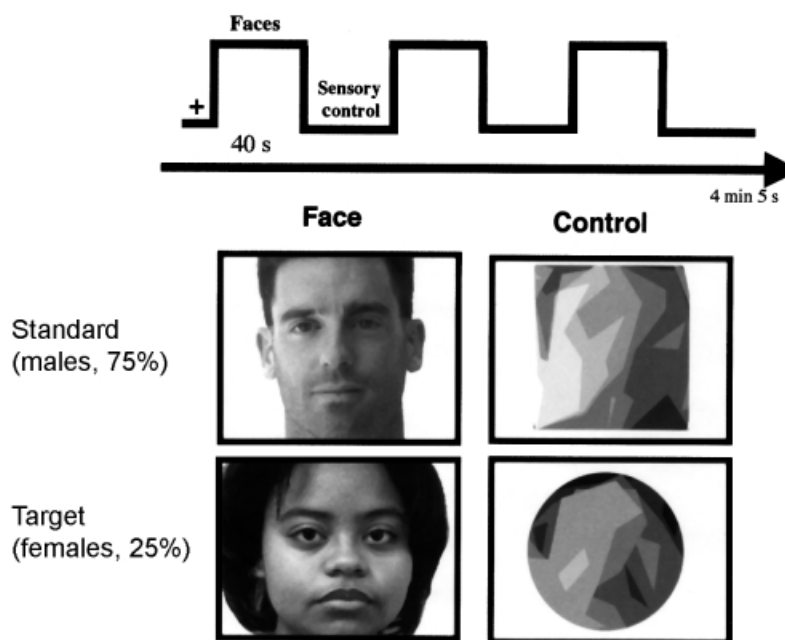 Faces
+
Sensory
control
40 s
4 min 5 s
Face
Control
Standard
(males, 75%)
Target
(females, 25%)